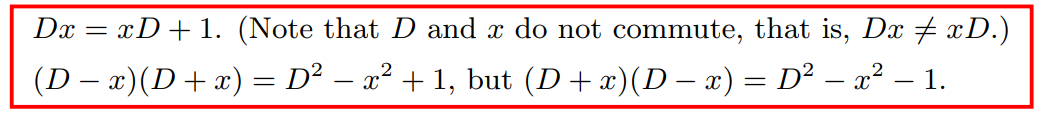 Dx = xD + 1. (Note that D and x do not commute, that is, Dx ≠ xD.)
(D − x)(D + x) = D² − x² + 1, but (D + x)(D − x) = D² − x² − 1.